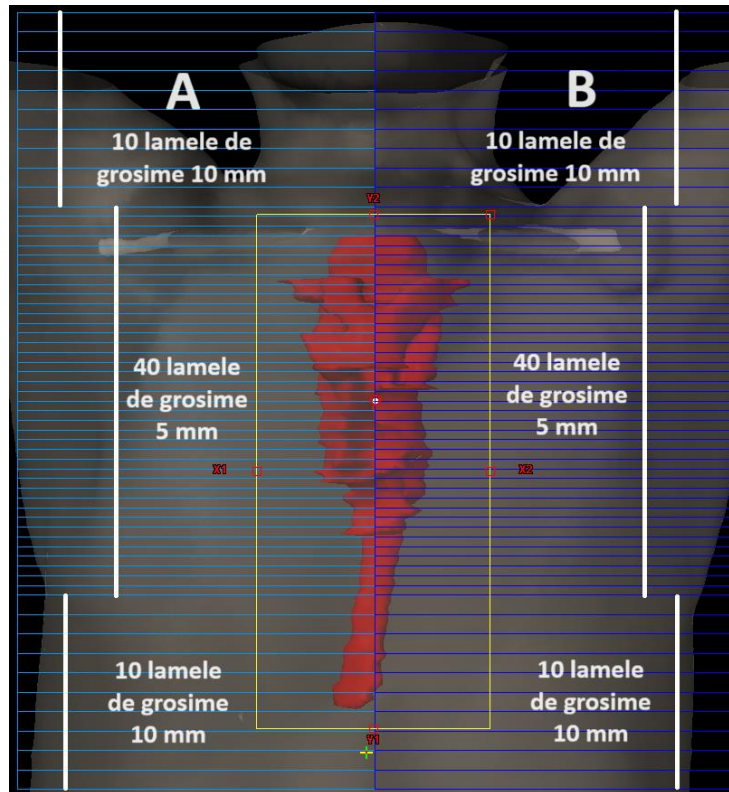 A
B
10 lamele de
grosime 10 mm
10 lamele de
grosime 10 mm
Y2
40 lamele
de grosime
5 mm
40 lamele
de grosime
5 mm
X1
X2
10 lamele
de grosime
10 mm
10 lamele
de grosime
10 mm
Y1